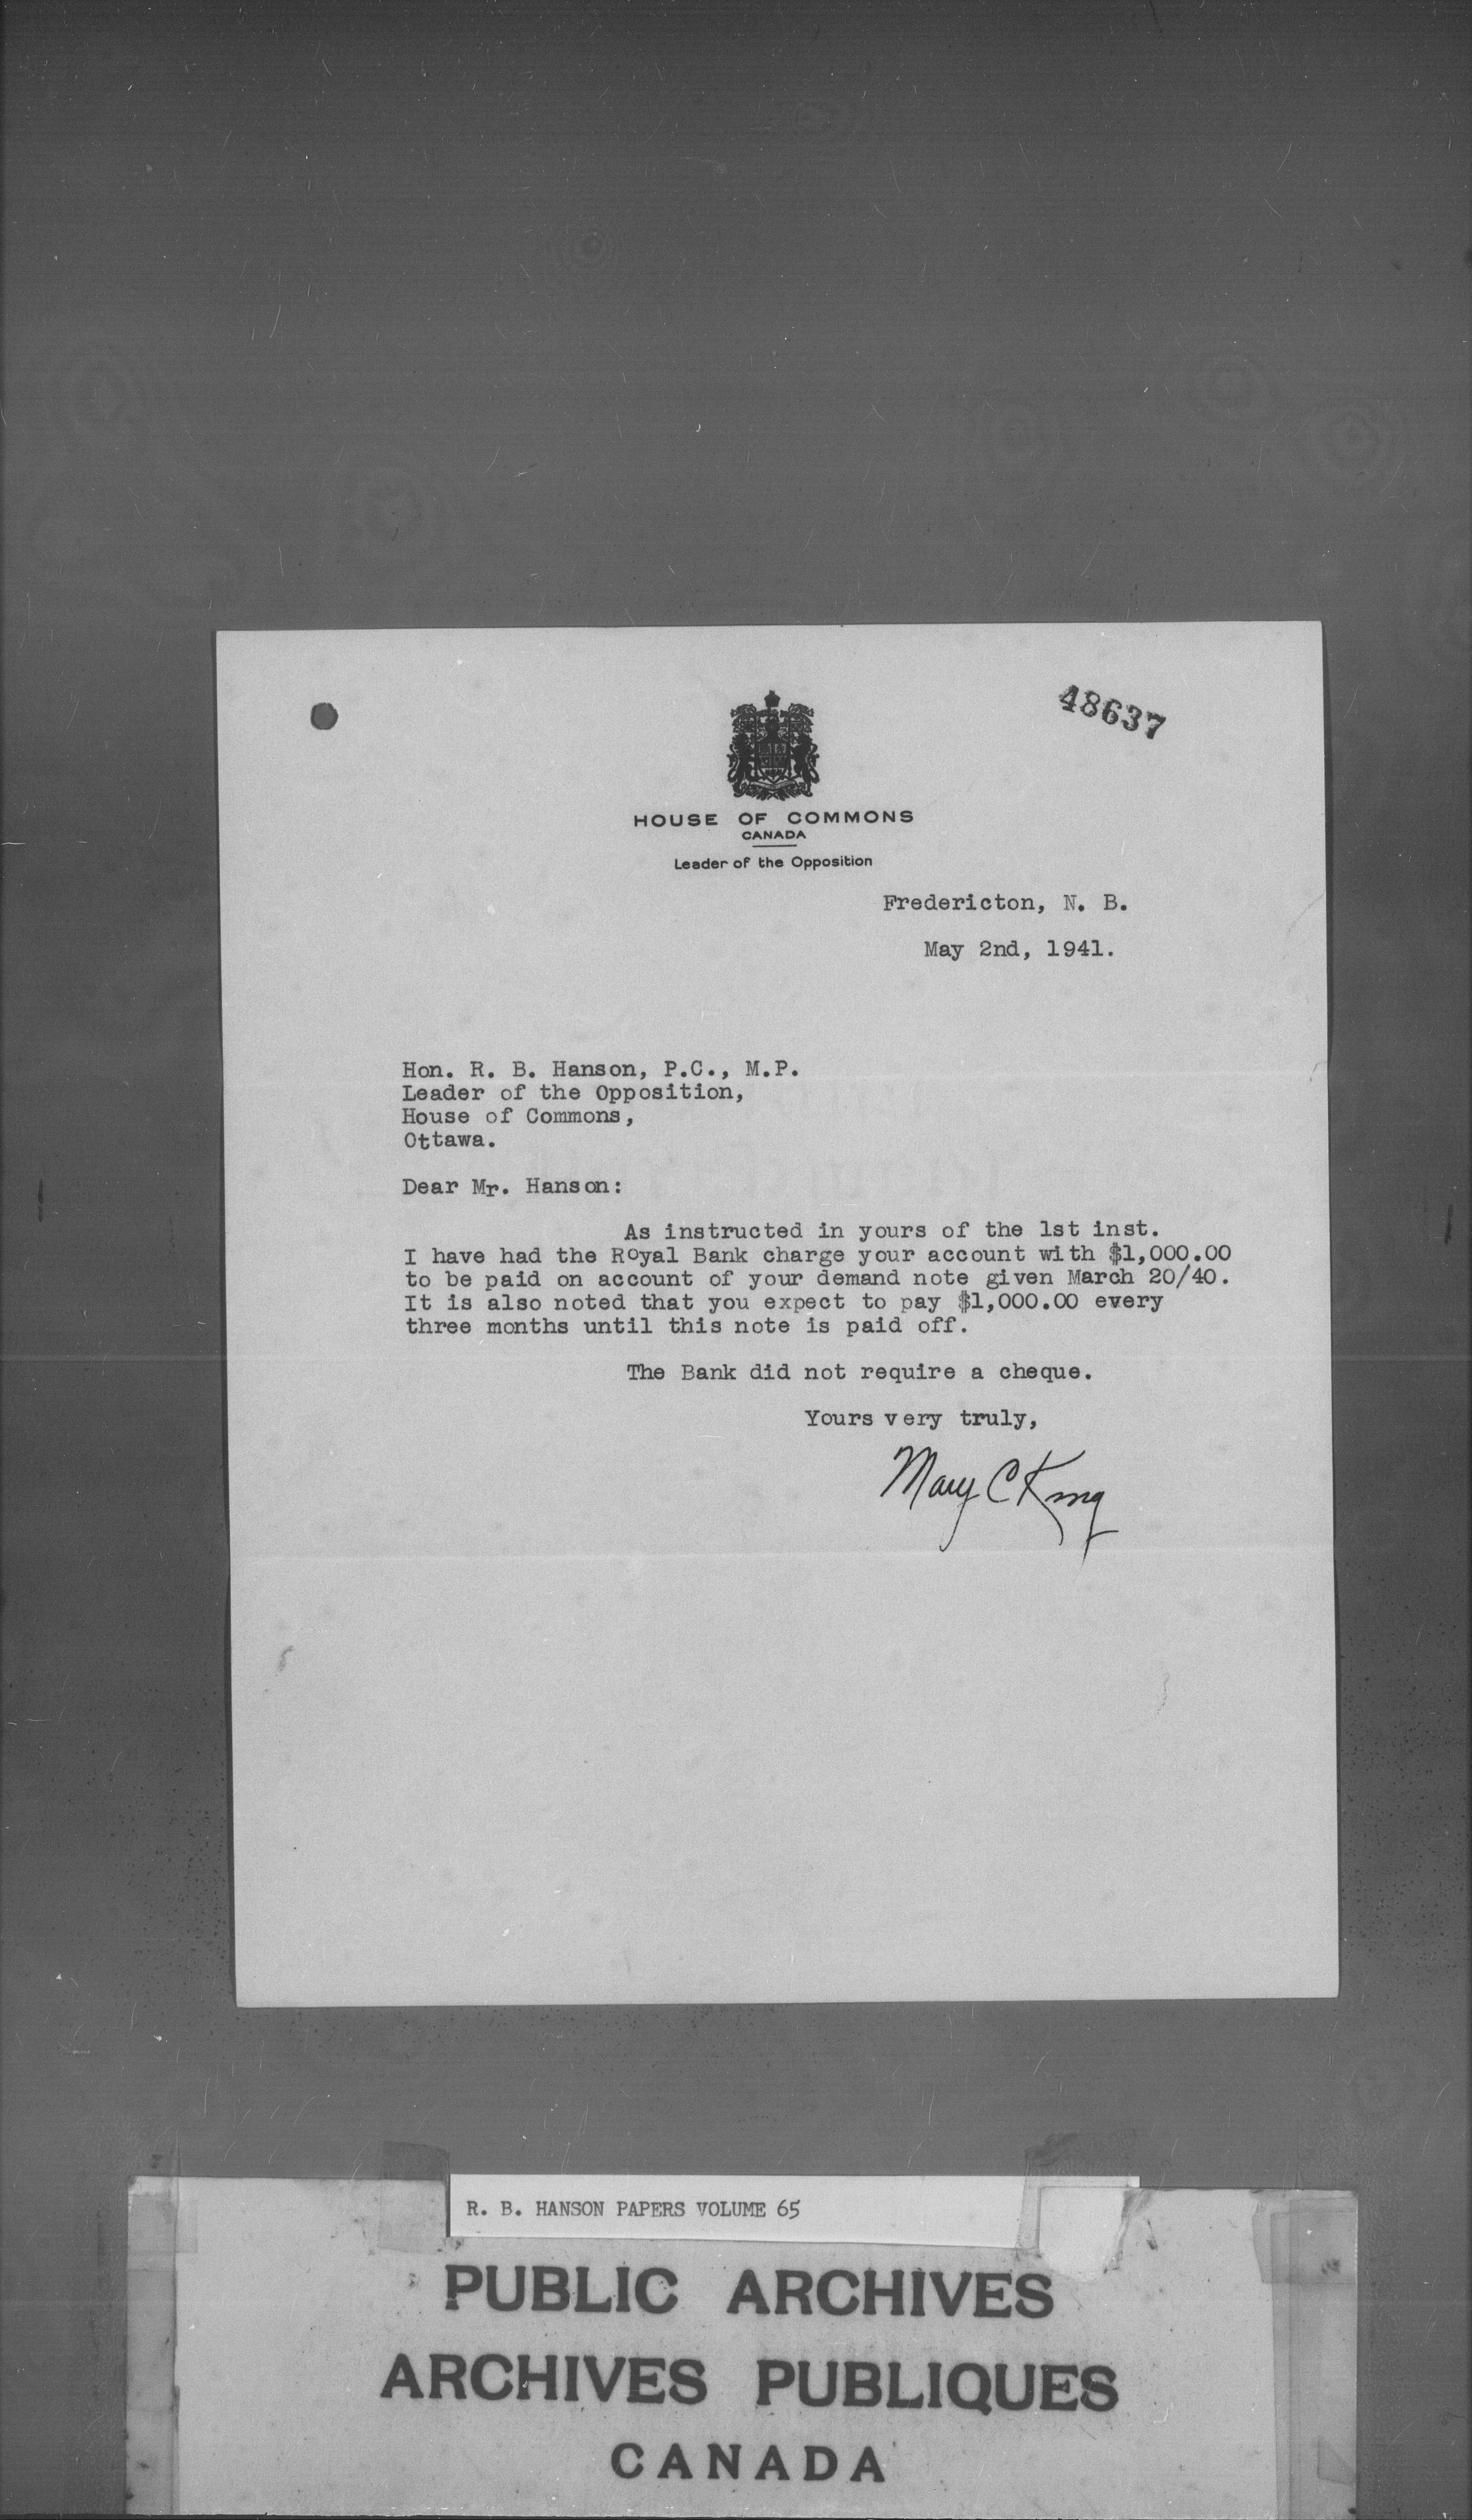 48637
HOUSE OF COMMONS
CANADA
Leader of the Opposition
Fredericton, N. B.
May 2nd, 1941.
Hon. R. B. Hanson, P.C., M.P.
Leader of the Opposition,
House of Commons,
Ottawa.
Dear Mr. Hanson:
As instructed in yours of the 1st inst.
I have had the Royal Bank charge your account with $1,000.00
to be paid on account of your demand note given March 20/40.
It is also noted that you expect to pay $1,000.00 every
three months until this note is paid off.
The Bank did not require a cheque.
Yours very truly,
Mary C King
R. B. HANSON PAPERS VOLUME 65
PUBLIC ARCHIVES
ARCHIVES PUBLIQUES
CANADA